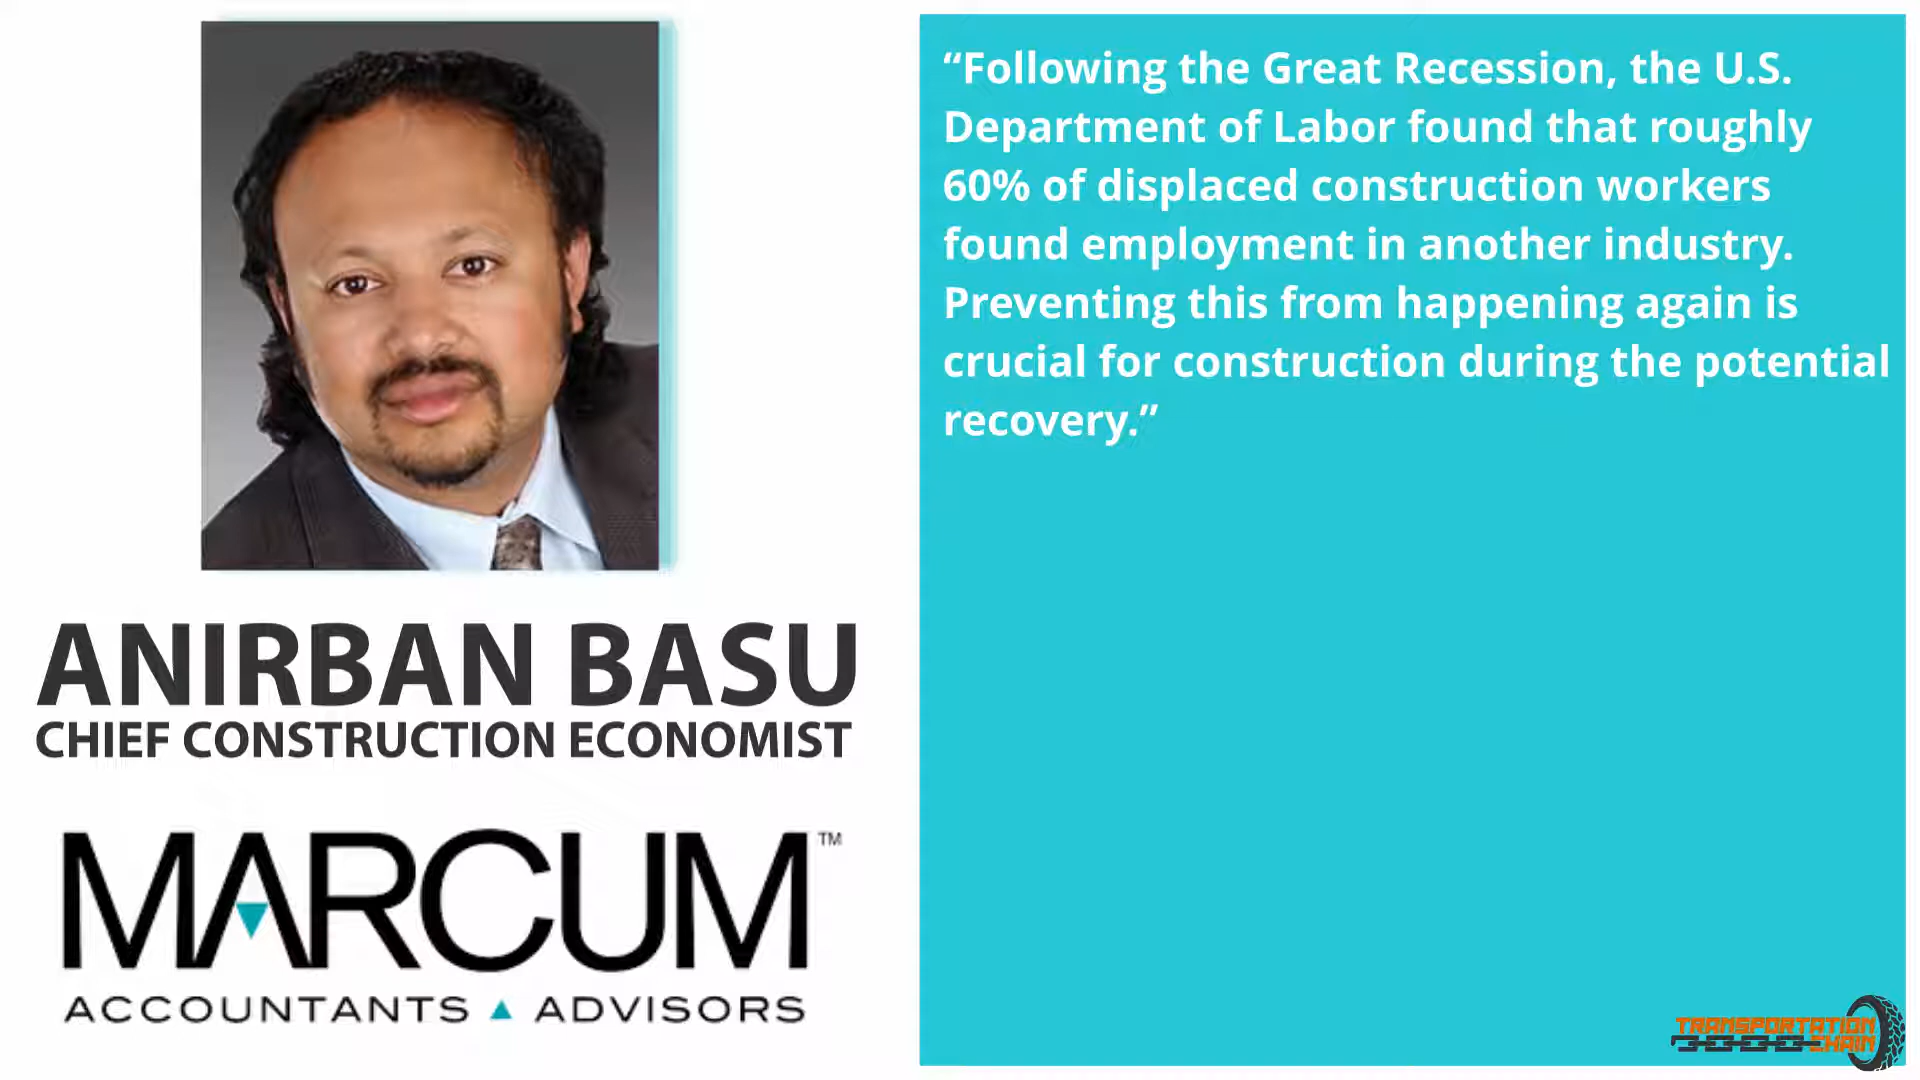 “Following the Great Recession, the U.S.
Department of Labor found that roughly
60% of displaced construction workers
found employment in another industry.
Preventing this from happening again is
crucial for construction during the potential
recovery.”
ANIRBAN BASU
CHIEF CONSTRUCTION ECONOMIST
MARCUM™
ACCOUNTANTS ADVISORS
TRANSPORTATION
CHAIN